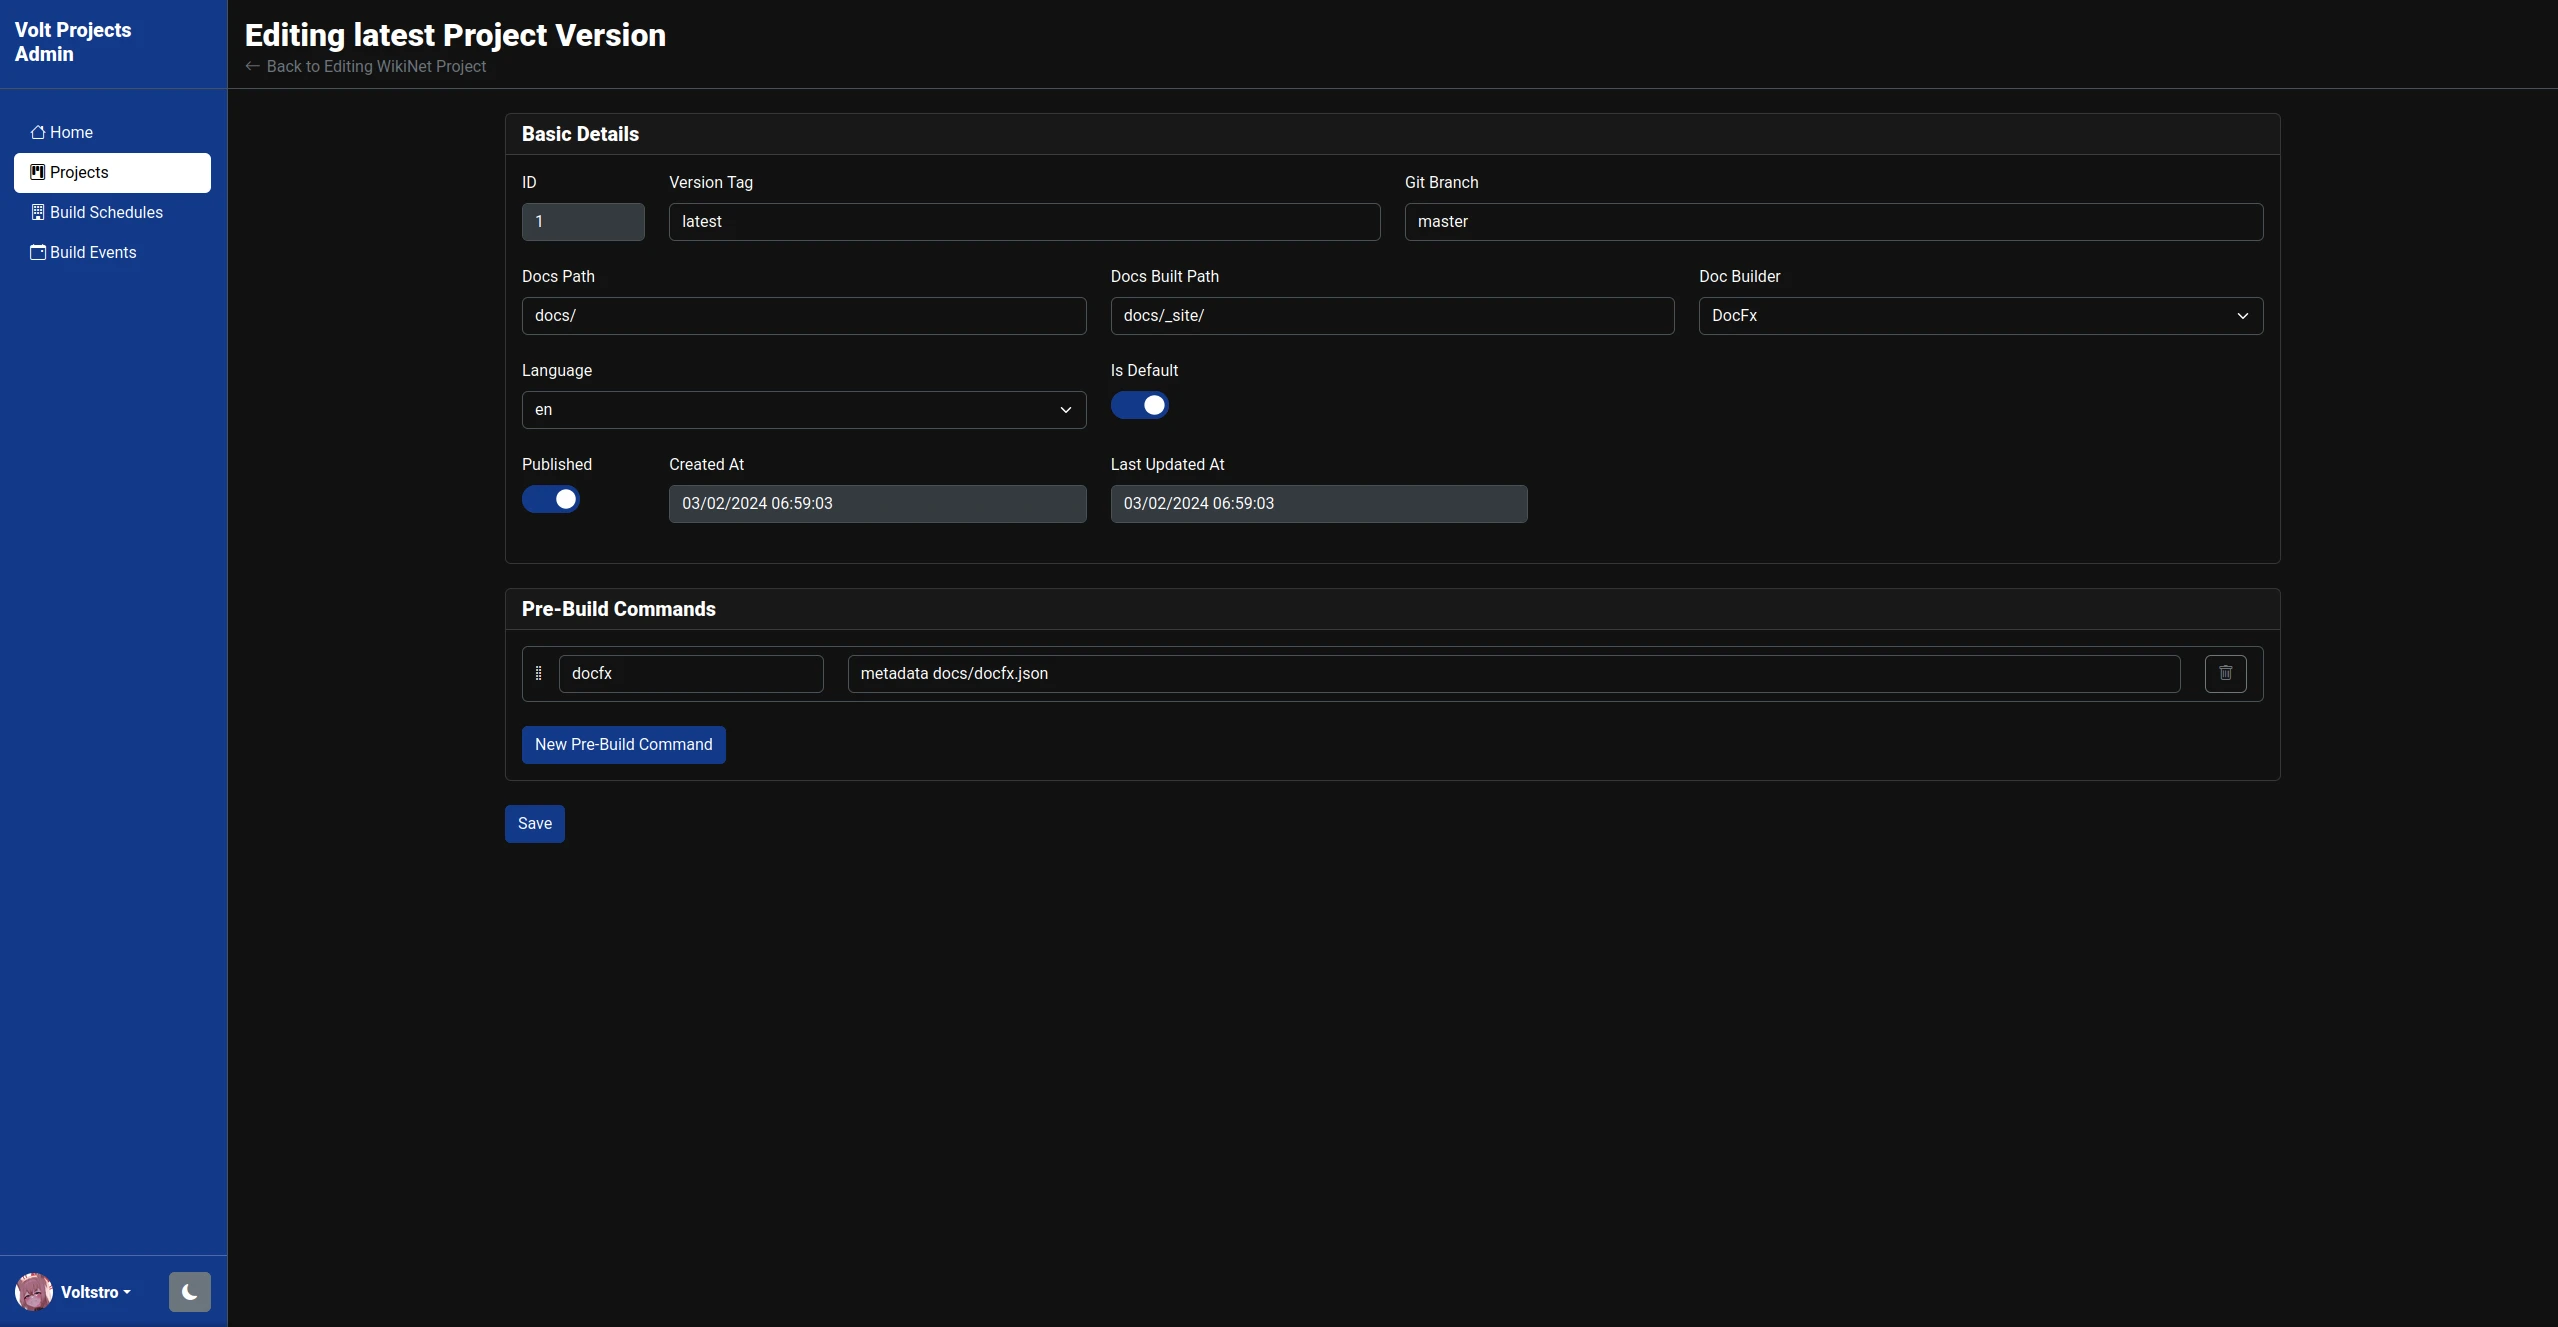 Volt Projects
Admin
Home
Projects
Build Schedules
Build Events
Voltstro
Editing latest Project Version
← Back to Editing WikiNet Project
Basic Details
ID
Version Tag
Git Branch
1
latest
master
Docs Path
Docs Built Path
Doc Builder
docs/
docs/_site/
DocFx
Language
Is Default
en
Published
Created At
Last Updated At
03/02/2024 06:59:03
03/02/2024 06:59:03
Pre-Build Commands
docfx
metadata docs/docfx.json
New Pre-Build Command
Save